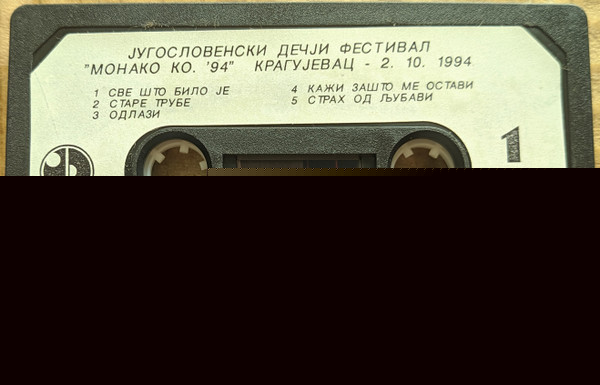 ЈУГОСЛОВЕНСКИ ДЕЧЈИ ФЕСТИВАЛ
"МОНАКО КО. '94" КРАГУЈЕВАЦ - 2. 10. 1994
1 СВЕ ШТО БИЛО ЈЕ
2 СТАРЕ ТРУБЕ
3 ОДЛАЗИ
4 КАЖИ ЗАШТО МЕ ОСТАВИ
5 СТРАХ ОД ЉУБАВИ
1